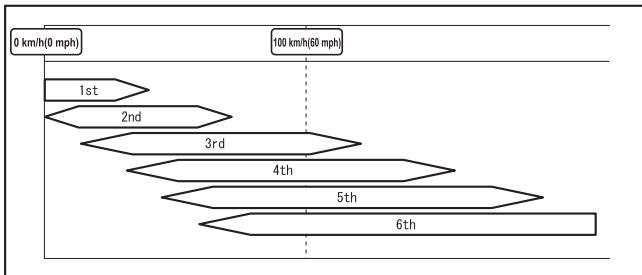 0 km/h(0 mph)
100 km/h(60 mph)
1st
2nd
3rd
4th
5th
6th